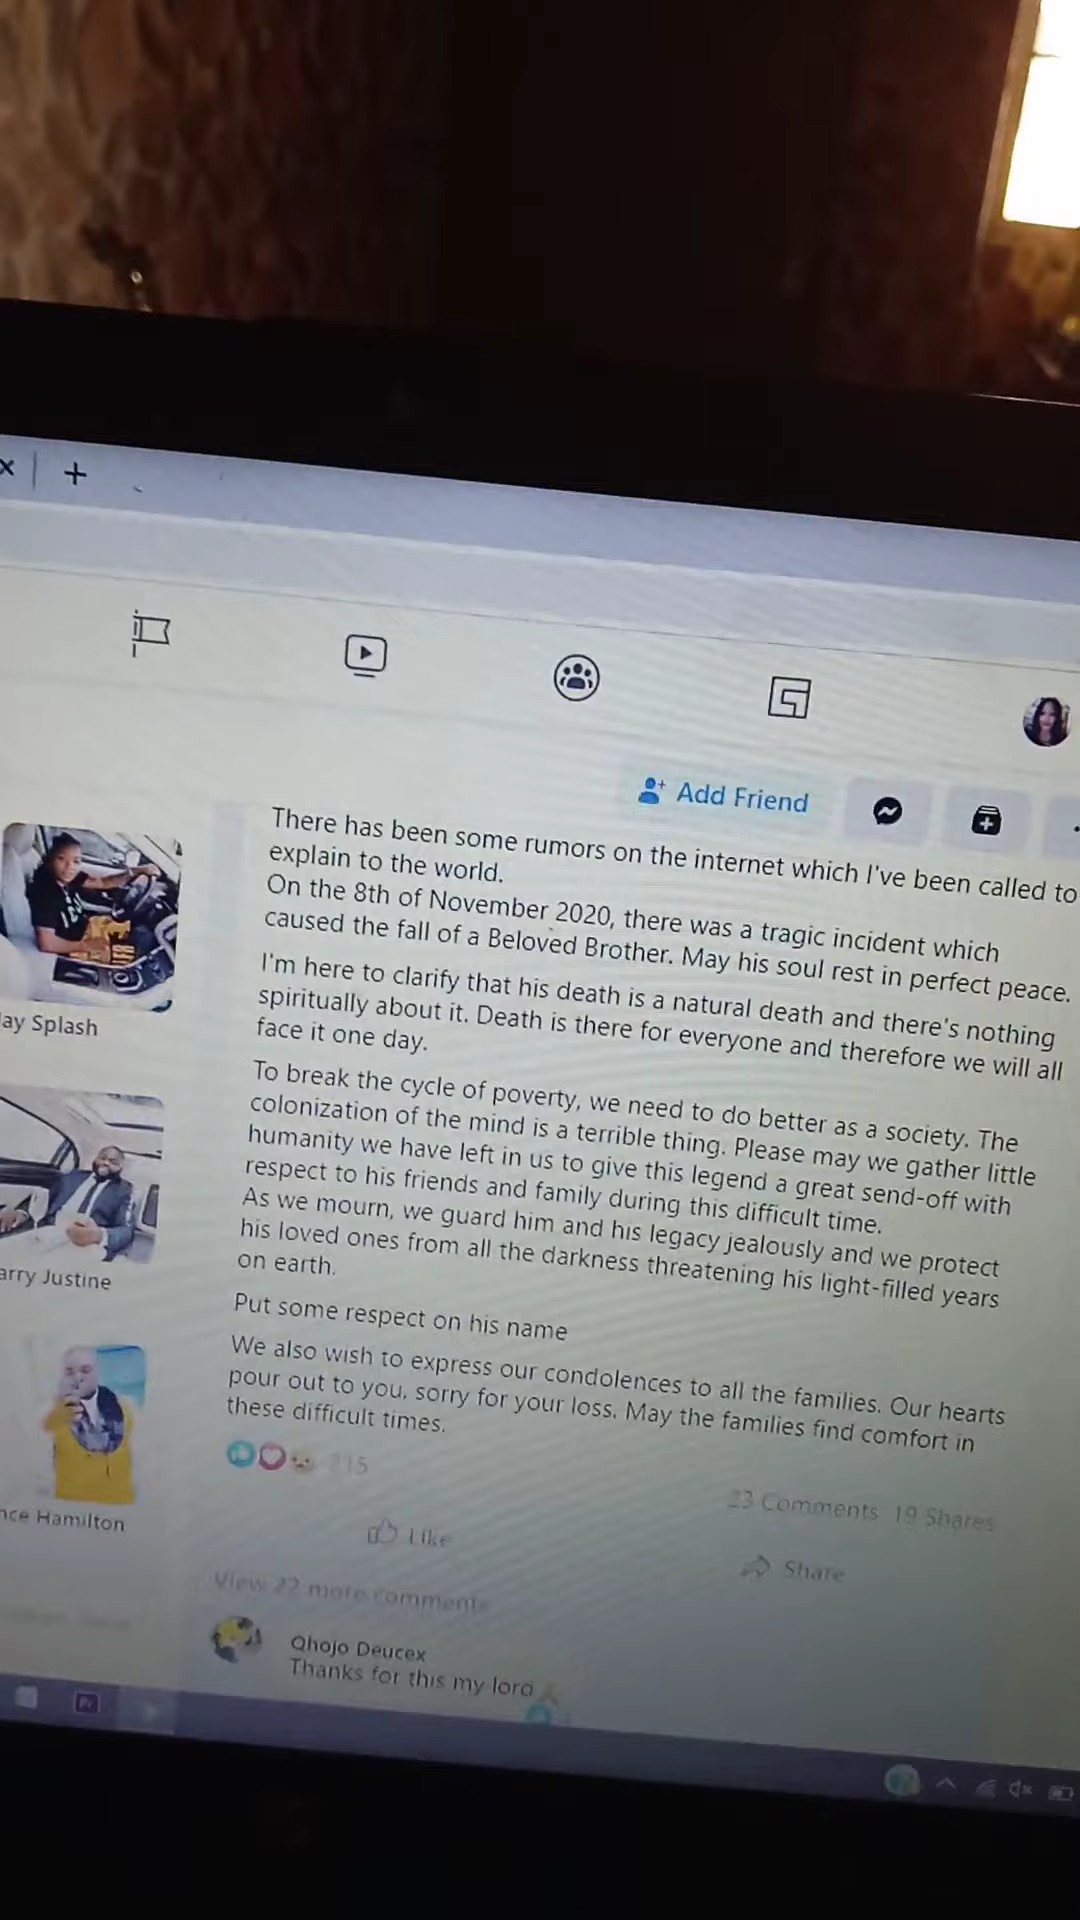 Add Friend
There has been some rumors on the internet which I've been called to
explain to the world.
On the 8th of November 2020, there was a tragic incident which
caused the fall of a Beloved Brother. May his soul rest in perfect peace.
I'm here to clarify that his death is a natural death and there's nothing
spiritually about it. Death is there for everyone and therefore we will all
face it one day.
To break the cycle of poverty, we need to do better as a society. The
colonization of the mind is a terrible thing. Please may we gather little
humanity we have left in us to give this legend a great send-off with
respect to his friends and family during this difficult time.
As we mourn, we guard him and his legacy jealously and we protect
his loved ones from all the darkness threatening his light-filled years
on earth.
Put some respect on his name
We also wish to express our condolences to all the families. Our hearts
pour out to you, sorry for your loss. May the families find comfort in
these difficult times.
215
23 Comments 19 Shares
Like
Share
View 22 more comments
Qhojo Deucex
Thanks for this my lord
ay Splash
arry Justine
nce Hamilton
Pr